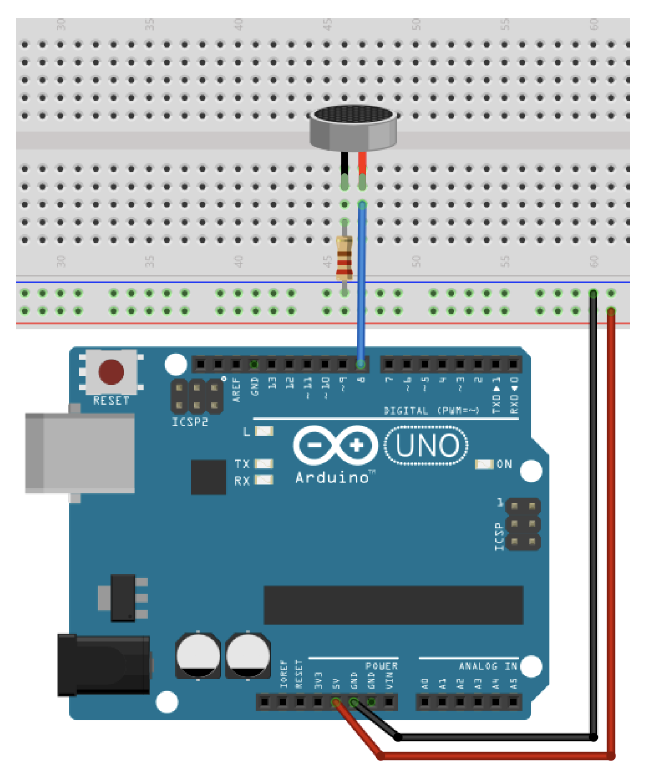 30 35 40 45 50 55 60
30 35 40 45 50 55 60
RESET
ICSP2
AREF
GND
13
12
~11
~10
~9
8
7
~6
~5
4
~3
2
TXD▶1
RXD◀0
DIGITAL (PWM=~)
L
TX
RX
Arduino™
UNO
ON
1
ICSP
POWER
ANALOG IN
IOREF
RESET
3V3
5V
GND
GND
VIN
A0
A1
A2
A3
A4
A5